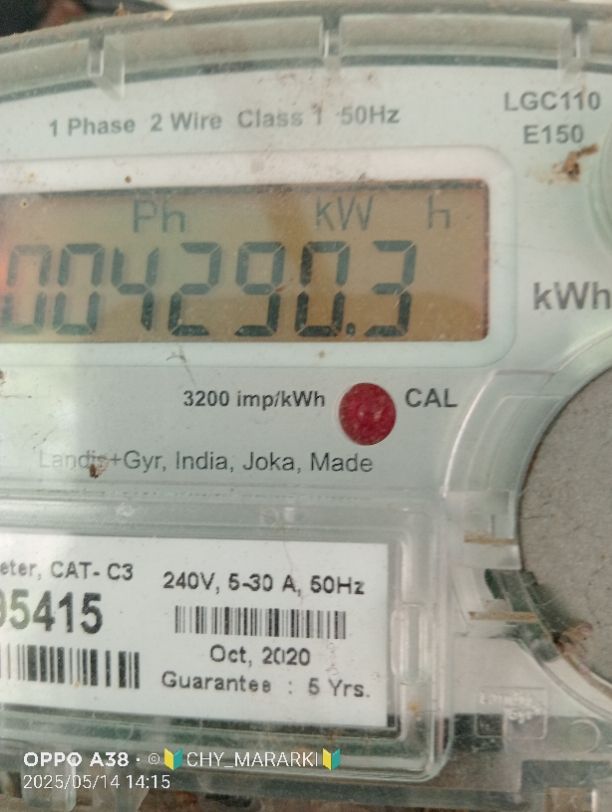 1 Phase 2 Wire Class 1 50Hz
LGC110
E150
Ph kW h
004290.3
kWh
3200 imp/kWh CAL
Landis+Gyr, India, Joka, Made
eter, CAT- C3
95415
240V, 5-30 A, 50Hz
Oct, 2020
Guarantee : 5 Yrs.
OPPO A38 · ©🔰CHY_MARARKI🔰
2025/05/14 14:15